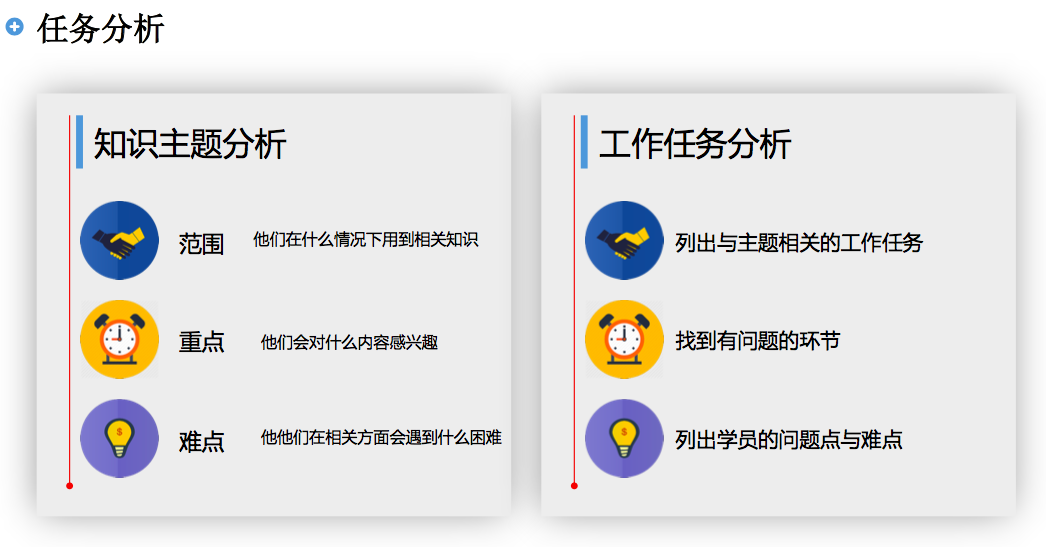 任务分析
知识主题分析
范围 他们在什么情况下用到相关知识
重点 他们会对什么内容感兴趣
难点 他他们在相关方面会遇到什么困难
工作任务分析
列出与主题相关的工作任务
找到有问题的环节
列出学员的问题点与难点